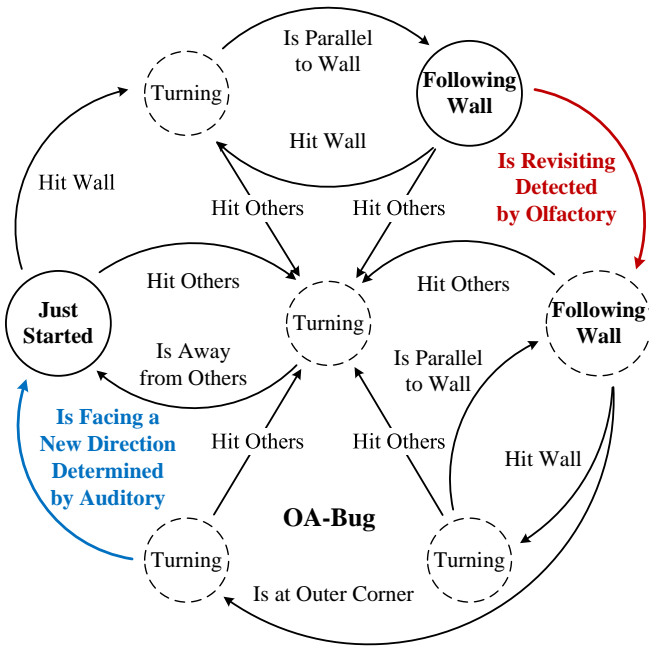 Is Parallel
to Wall
Turning
Following
Wall
Hit Wall
Is Revisiting
Detected
by Olfactory
Hit Wall
Hit Others
Hit Others
Hit Others
Hit Others
Just
Started
Turning
Following
Wall
Is Away
from Others
Is Parallel
to Wall
Is Facing a
New Direction
Determined
by Auditory
Hit Others
Hit Others
Hit Wall
OA-Bug
Turning
Turning
Is at Outer Corner